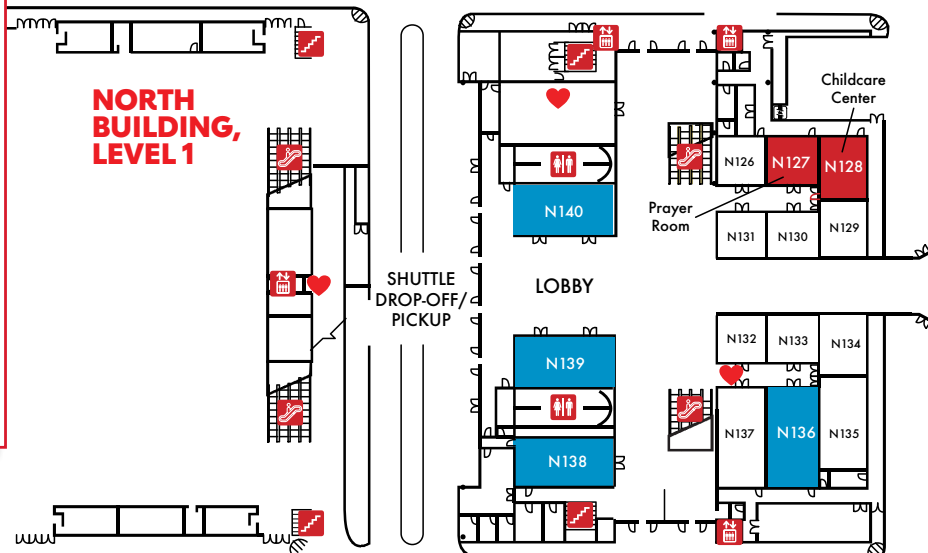 NORTH
BUILDING,
LEVEL 1
Childcare
Center
N126
N127
N128
Prayer
Room
N140
N131
N130
N129
SHUTTLE
DROP-OFF/
PICKUP
LOBBY
N132
N133
N134
N139
N137
N136
N135
N138